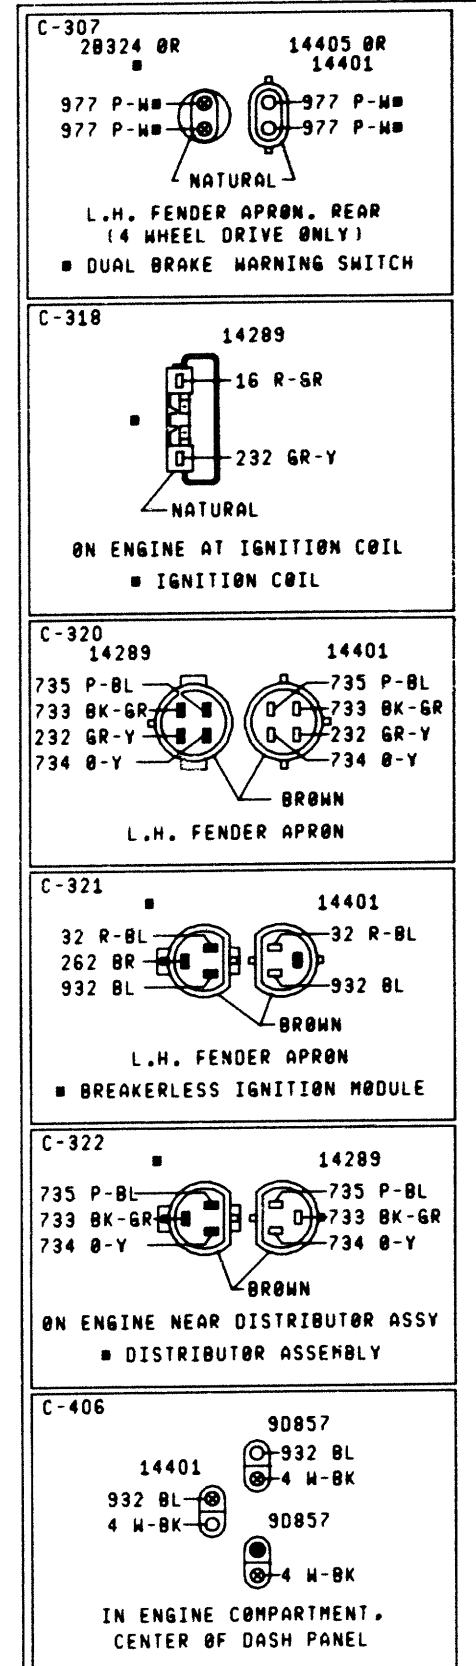 C-307
2B324 OR
14405 OR
■
14401
977 P-W■
977 P-W■
977 P-W■
977 P-W■
NATURAL
L.H. FENDER APRON. REAR
(4 WHEEL DRIVE ONLY)
■ DUAL BRAKE WARNING SWITCH
C-318
14289
16 R-GR
■
232 GR-Y
NATURAL
ON ENGINE AT IGNITION COIL
■ IGNITION COIL
C-320
14289
14401
735 P-BL
735 P-BL
733 BK-GR
733 BK-GR
232 GR-Y
232 GR-Y
734 O-Y
734 O-Y
BROWN
L.H. FENDER APRON
C-321
■
14401
32 R-BL
32 R-BL
262 BR
932 BL
932 BL
BROWN
L.H. FENDER APRON
■ BREAKERLESS IGNITION MODULE
C-322
■
14289
735 P-BL
735 P-BL
733 BK-GR
733 BK-GR
734 O-Y
734 O-Y
BROWN
ON ENGINE NEAR DISTRIBUTOR ASSY
■ DISTRIBUTOR ASSEMBLY
C-406
9D857
932 BL
14401
4 W-BK
932 BL
4 W-BK
9D857
4 W-BK
IN ENGINE COMPARTMENT.
CENTER OF DASH PANEL